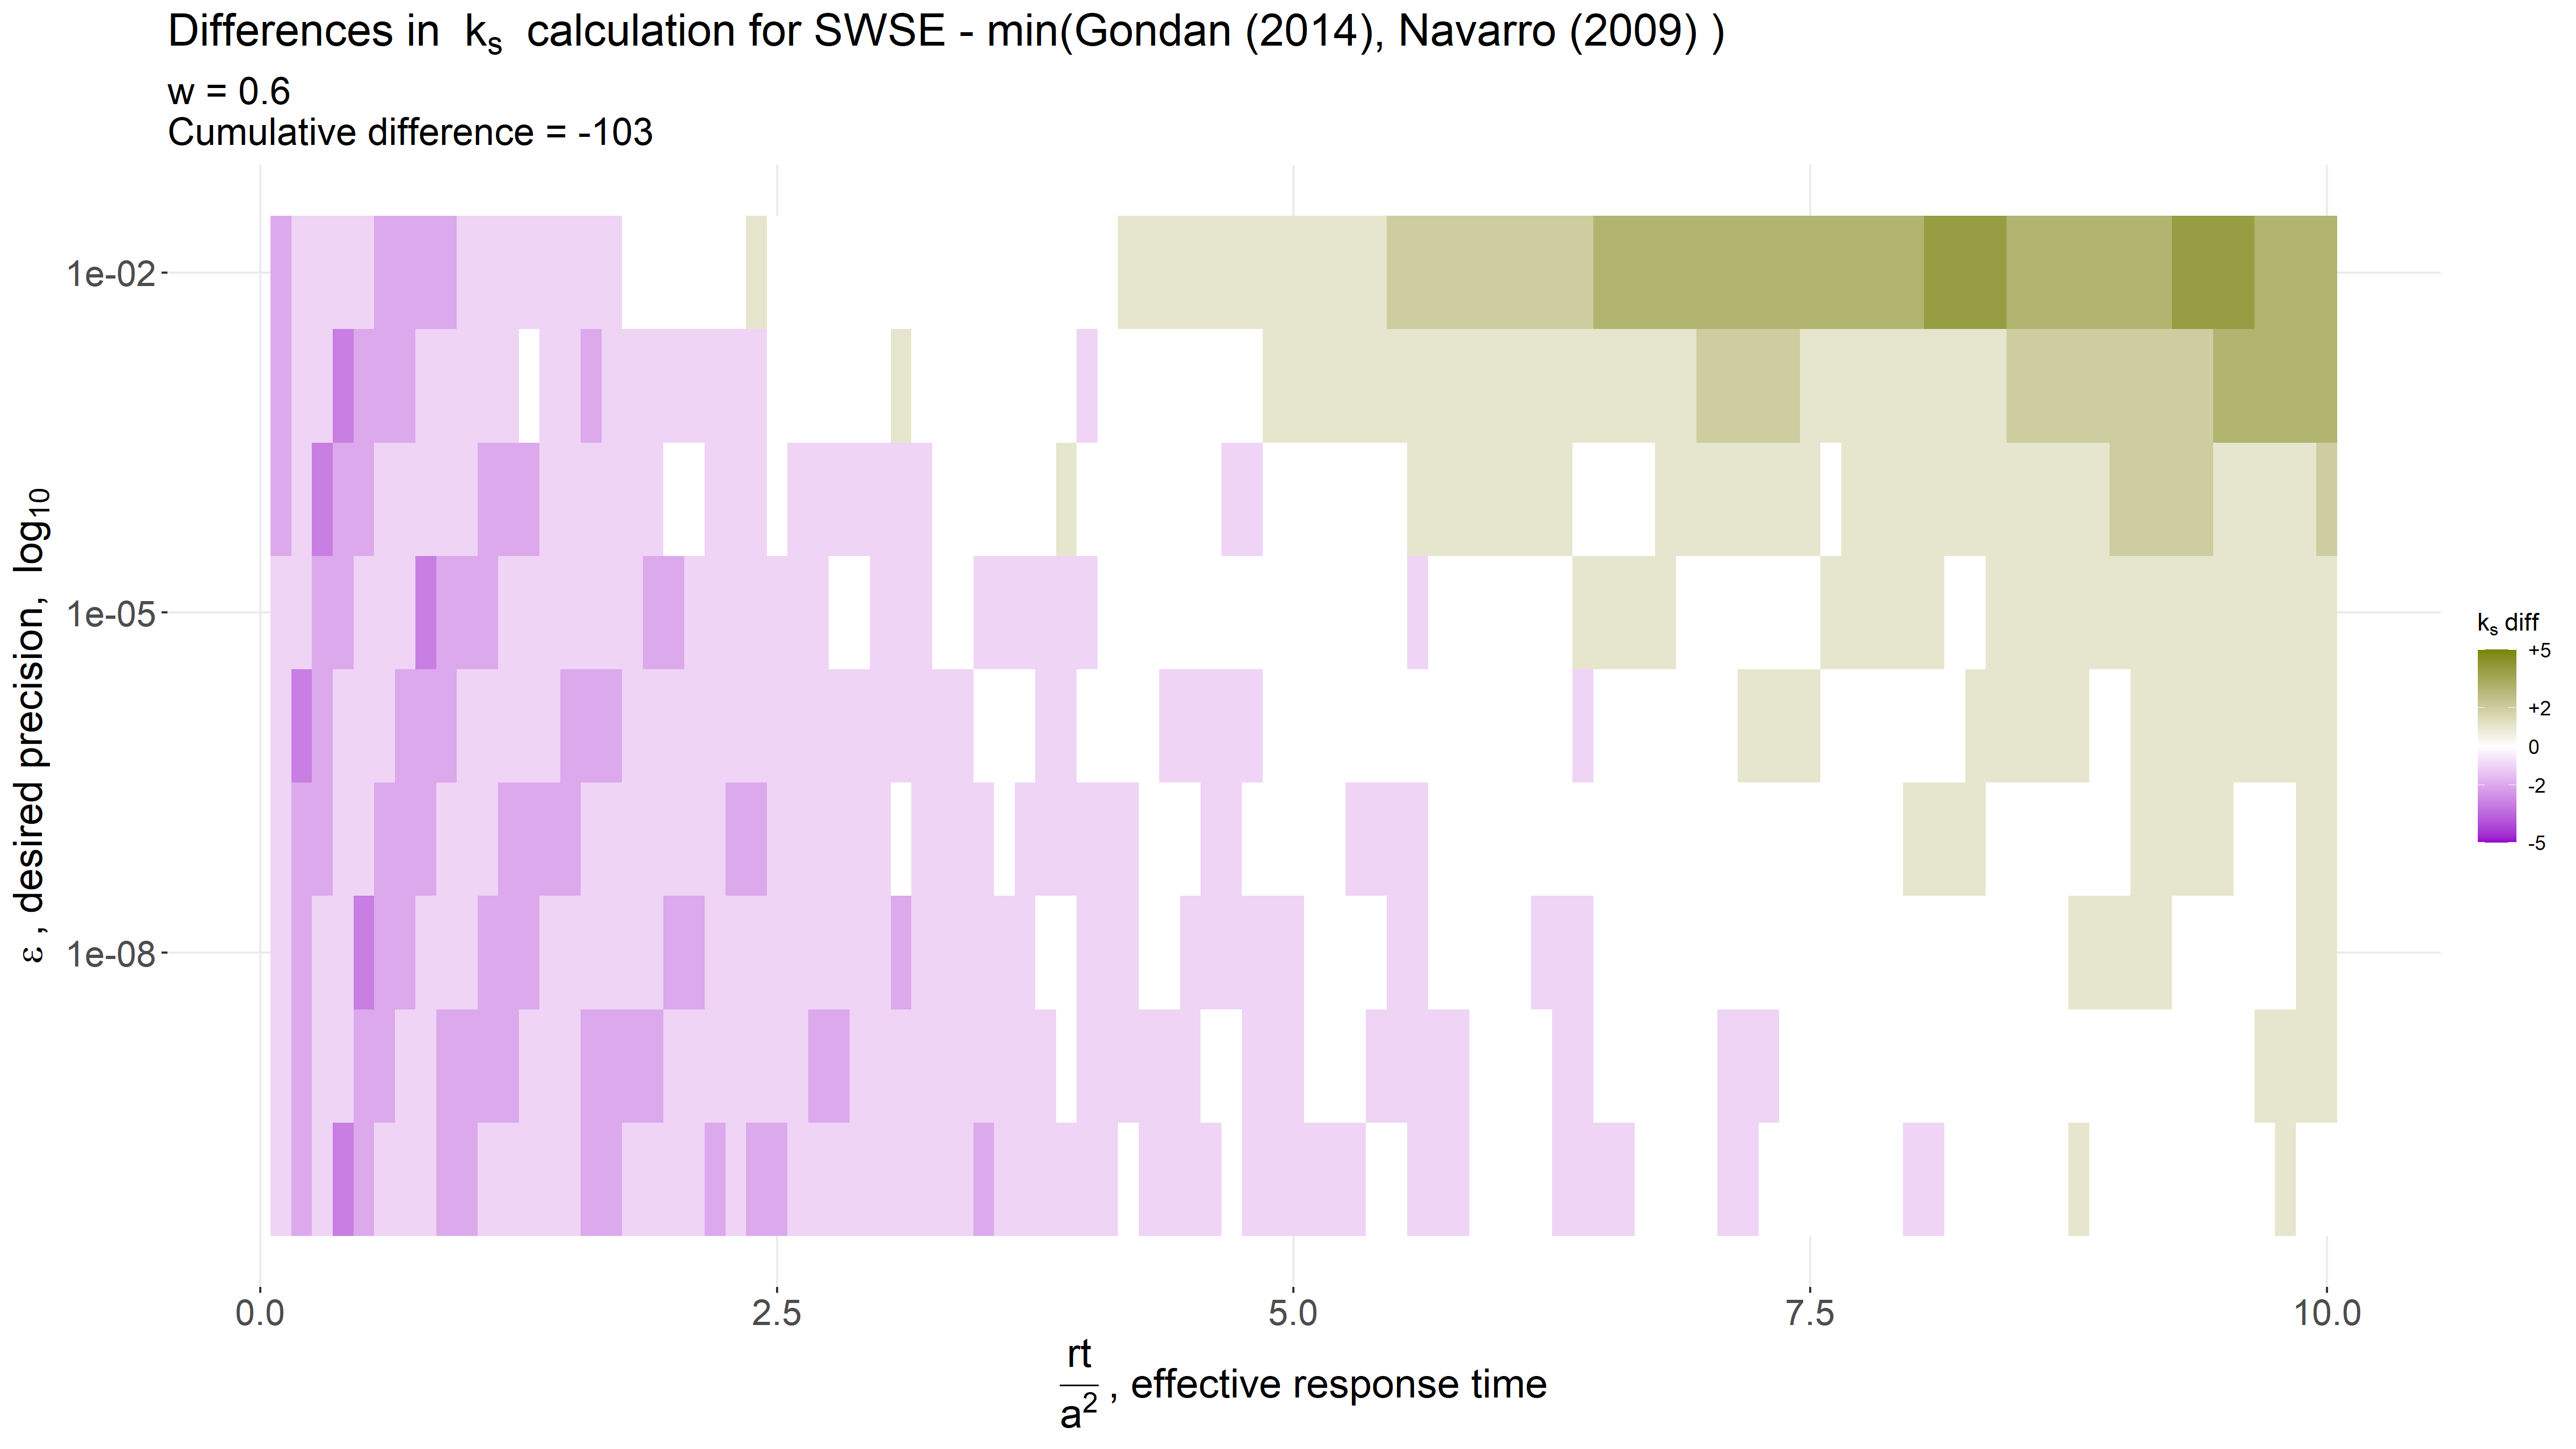 Differences in kₛ calculation for SWSE - min(Gondan (2014), Navarro (2009) )
w = 0.6
Cumulative difference = -103
ε , desired precision, log₁₀
1e-02
1e-05
1e-08
0.0 2.5 5.0 7.5 10.0
rt
a² , effective response time
kₛ diff
+5
+2
0
-2
-5